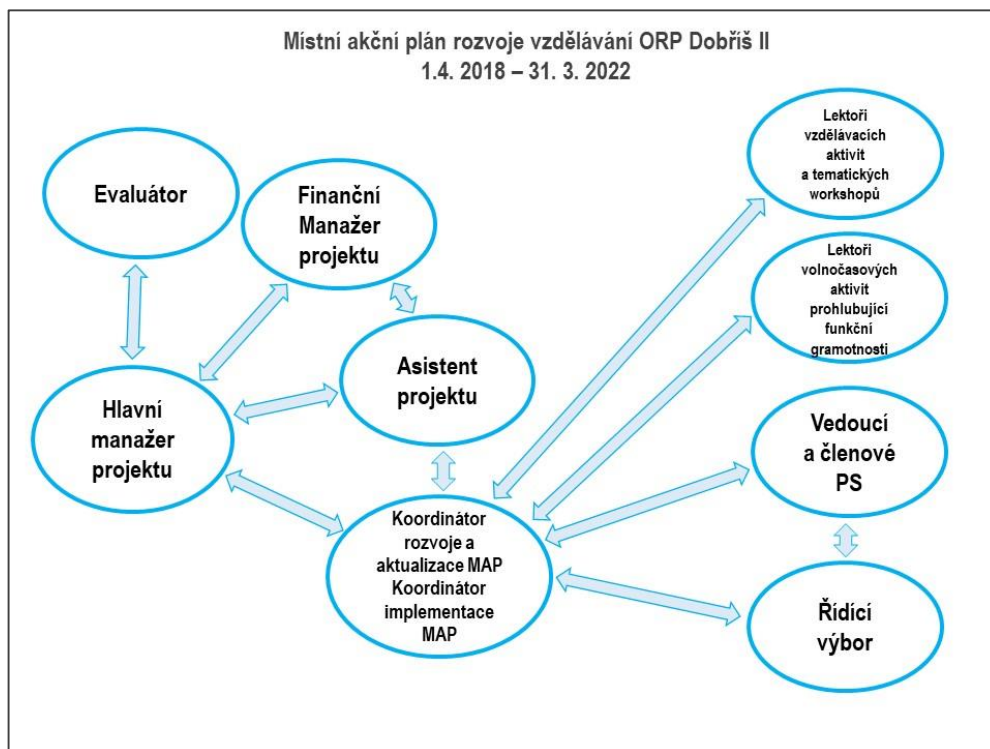 Místní akční plán rozvoje vzdělávání ORP Dobříš II
1.4. 2018 – 31. 3. 2022
Evaluátor
Finanční
Manažer
projektu
Hlavní
manažer
projektu
Asistent
projektu
Koordinátor
rozvoje a
aktualizace MAP
Koordinátor
implementace
MAP
Lektoři
vzdělávacích
aktivit
a tematických
workshopů
Lektoři
volnočasových
aktivit
prohlubující
funkční
gramotnosti
Vedoucí
a členové
PS
Řídící
výbor